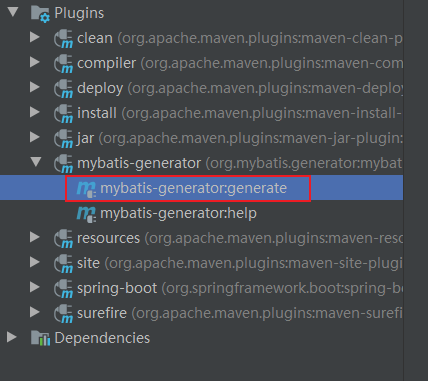 Plugins
clean (org.apache.maven.plugins:maven-clean-p
compiler (org.apache.maven.plugins:maven-com
deploy (org.apache.maven.plugins:maven-deploy
install (org.apache.maven.plugins:maven-install-
jar (org.apache.maven.plugins:maven-jar-plugin:
mybatis-generator (org.mybatis.generator:mybat
mybatis-generator:generate
mybatis-generator:help
resources (org.apache.maven.plugins:maven-reso
site (org.apache.maven.plugins:maven-site-plugi
spring-boot (org.springframework.boot:spring-b
surefire (org.apache.maven.plugins:maven-surefi
Dependencies